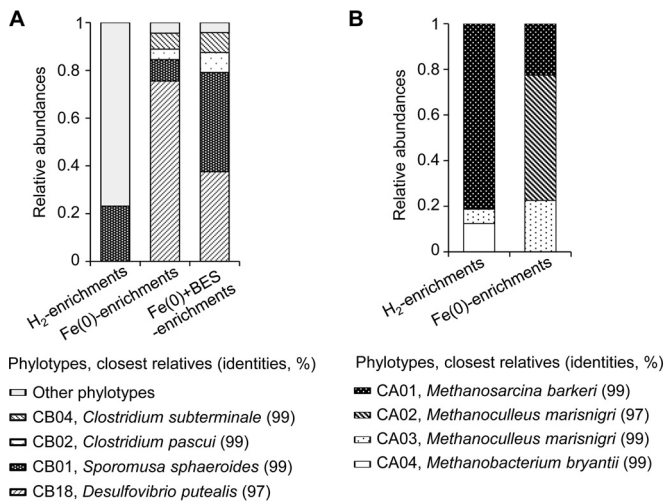 A
1
0.8
0.6
0.4
0.2
0
Relative abundances
H2-enrichments
Fe(0)-enrichments
Fe(0)+BES
-enrichments
Phylotypes, closest relatives (identities, %)
Other phylotypes
CB04, Clostridium subterminale (99)
CB02, Clostridium pascui (99)
CB01, Sporomusa sphaeroides (99)
CB18, Desulfovibrio putealis (97)
B
1
0.8
0.6
0.4
0.2
0
Relative abundances
H2-enrichments
Fe(0)-enrichments
Phylotypes, closest relatives (identities, %)
CA01, Methanosarcina barkeri (99)
CA02, Methanoculleus marisnigri (97)
CA03, Methanoculleus marisnigri (99)
CA04, Methanobacterium bryantii (99)